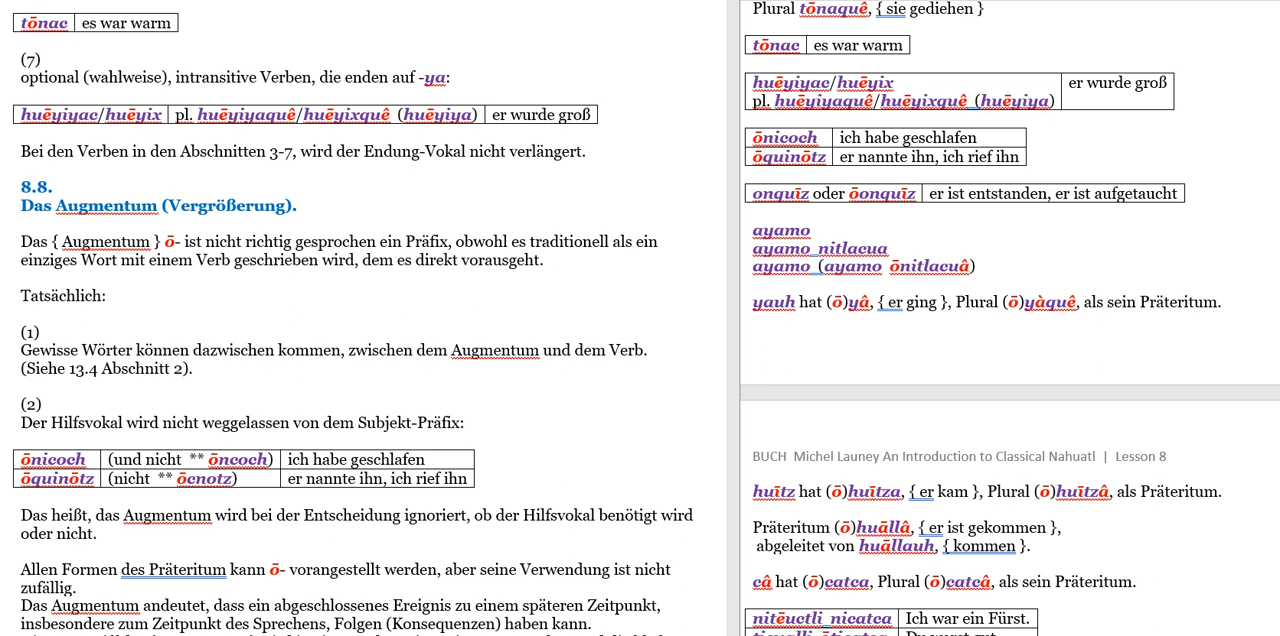 tōnac es war warm
(7)
optional (wahlweise), intransitive Verben, die enden auf -ya:
huēyiyac/huēyix pl. huēyiyaquê/huēyixquê (huēyiya) er wurde groß
Bei den Verben in den Abschnitten 3-7, wird der Endung-Vokal nicht verlängert.
8.8.
Das Augmentum (Vergrößerung).
Das { Augmentum } ō- ist nicht richtig gesprochen ein Präfix, obwohl es traditionell als ein
einziges Wort mit einem Verb geschrieben wird, dem es direkt vorausgeht.
Tatsächlich:
(1)
Gewisse Wörter können dazwischen kommen, zwischen dem Augmentum und dem Verb.
(Siehe 13.4 Abschnitt 2).
(2)
Der Hilfsvokal wird nicht weggelassen von dem Subjekt-Präfix:
ōnicoch (und nicht ** ōncoch) ich habe geschlafen
ōquinōtz (nicht ** ōcnotz) er nannte ihn, ich rief ihn
Das heißt, das Augmentum wird bei der Entscheidung ignoriert, ob der Hilfsvokal benötigt wird
oder nicht.
Allen Formen des Präteritum kann ō- vorangestellt werden, aber seine Verwendung ist nicht
zufällig.
Das Augmentum andeutet, dass ein abgeschlossenes Ereignis zu einem späteren Zeitpunkt,
insbesondere zum Zeitpunkt des Sprechens, Folgen (Konsequenzen) haben kann.
Plural tōnaquê, { sie gediehen }
tōnac es war warm
huēyiyac/huēyix er wurde groß
pl. huēyiyaquê/huēyixquê (huēyiya)
ōnicoch ich habe geschlafen
ōquinōtz er nannte ihn, ich rief ihn
onquīz oder ōonquīz er ist entstanden, er ist aufgetaucht
ayamo
ayamo nitlacua
ayamo (ayamo ōnitlacuâ)
yauh hat (ō)yâ, { er ging }, Plural (ō)yàquê, als sein Präteritum.
BUCH Michel Launey An Introduction to Classical Nahuatl | Lesson 8
huītz hat (ō)huītza, { er kam }, Plural (ō)huītzâ, als Präteritum.
Präteritum (ō)huāllâ, { er ist gekommen },
abgeleitet von huāllauh, { kommen }.
câ hat (ō)catca, Plural (ō)catcâ, als sein Präteritum.
nitēuctli nicatca Ich war ein Fürst.